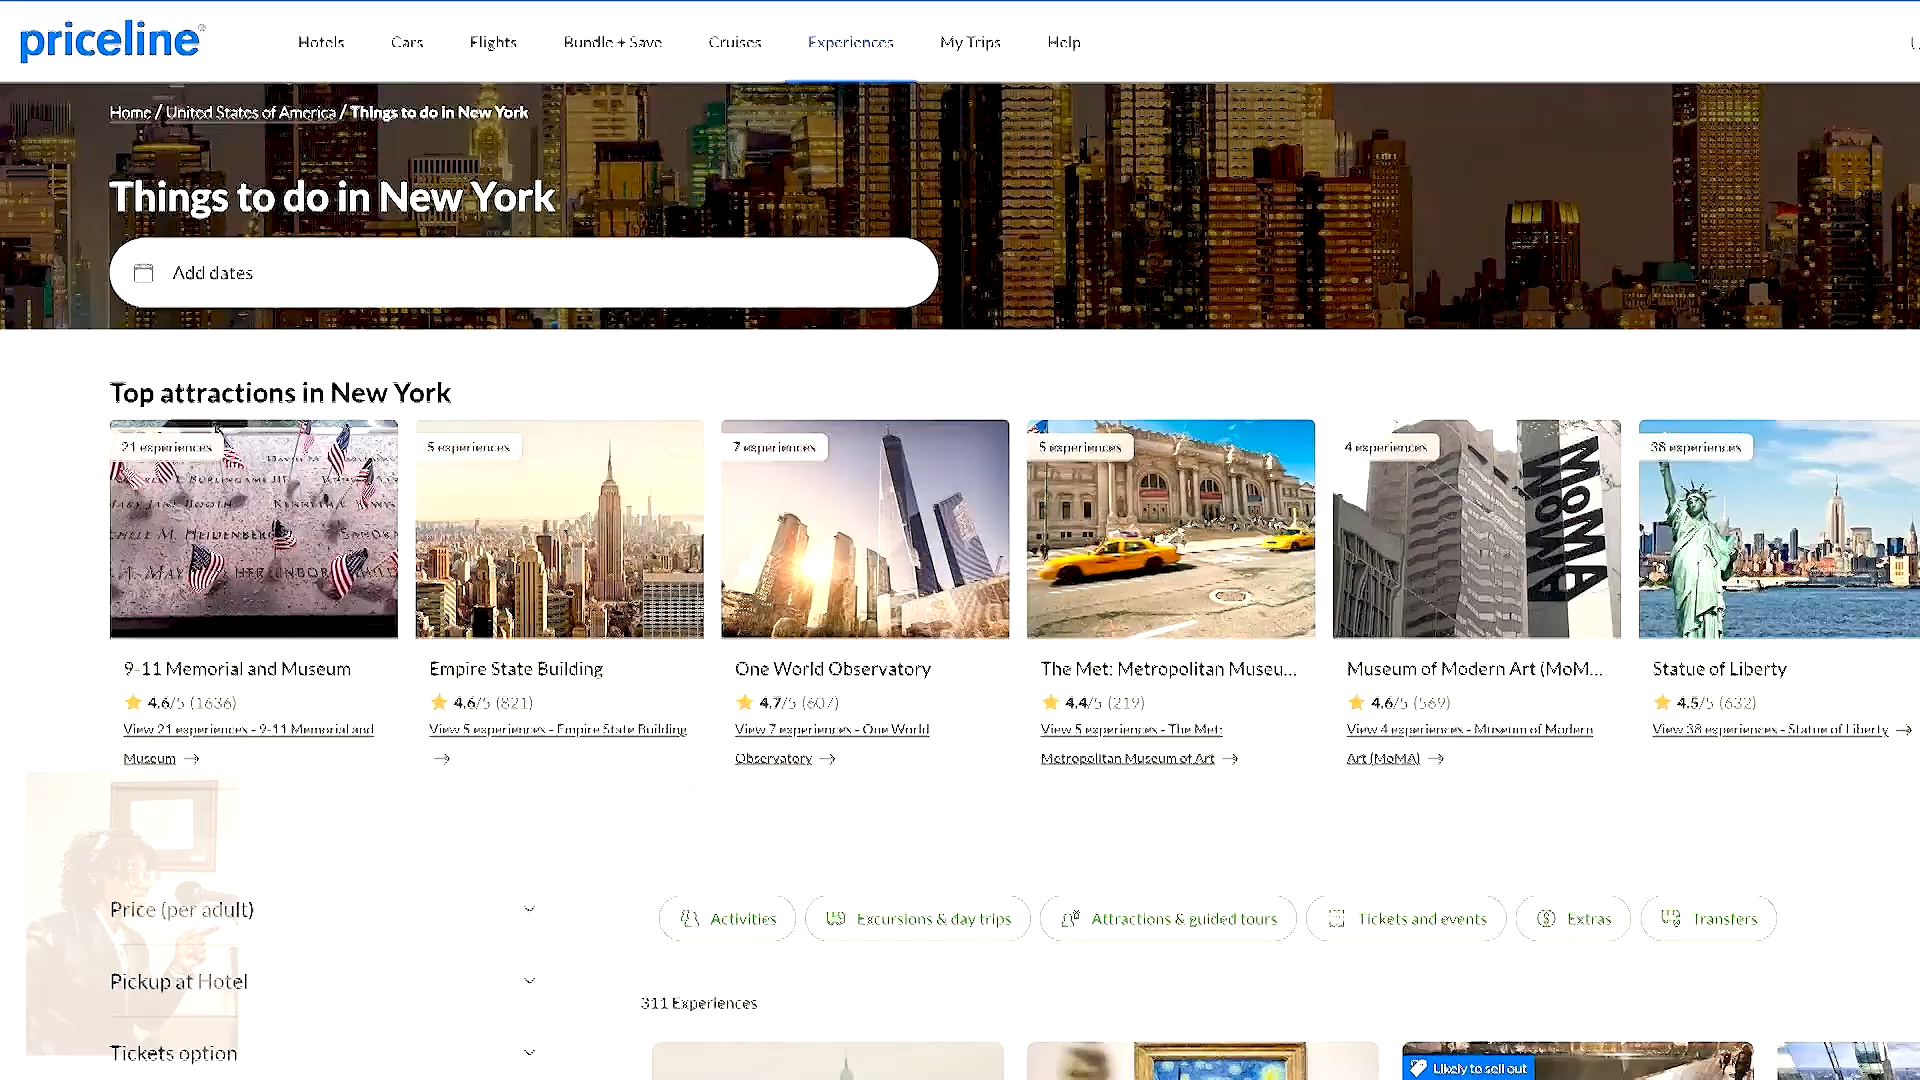 priceline®
Hotels Cars Flights Bundle + Save Cruises Experiences My Trips Help
Home / United States of America / Things to do in New York
Things to do in New York
Add dates
Top attractions in New York
21 experiences
5 experiences
7 experiences
5 experiences
4 experiences
38 experiences
MoMA
MoMA
9-11 Memorial and Museum
4.6/5 (1636)
View 21 experiences - 9-11 Memorial and
Museum →
Empire State Building
4.6/5 (821)
View 5 experiences - Empire State Building
→
One World Observatory
4.7/5 (607)
View 7 experiences - One World
Observatory →
The Met: Metropolitan Museu...
4.4/5 (219)
View 5 experiences - The Met:
Metropolitan Museum of Art →
Museum of Modern Art (MoM...
4.6/5 (569)
View 4 experiences - Museum of Modern
Art (MoMA) →
Statue of Liberty
4.5/5 (632)
View 38 experiences - Statue of Liberty →
Price (per adult)
Pickup at Hotel
Tickets option
Activities
Excursions & day trips
Attractions & guided tours
Tickets and events
Extras
Transfers
311 Experiences
Likely to sell out